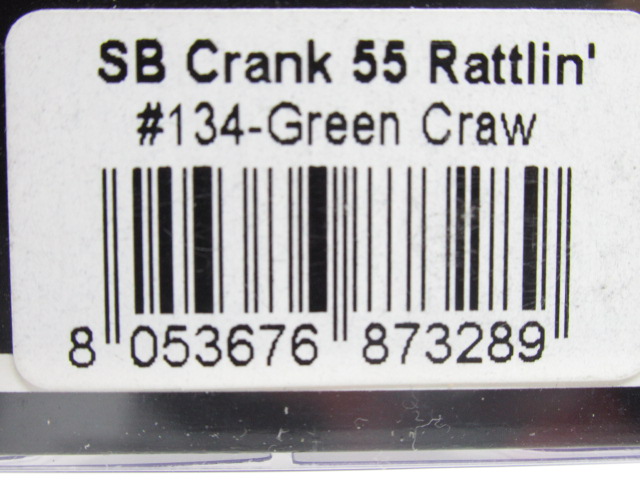 SB Crank 55 Rattlin'
#134-Green Craw
8 053676 873289